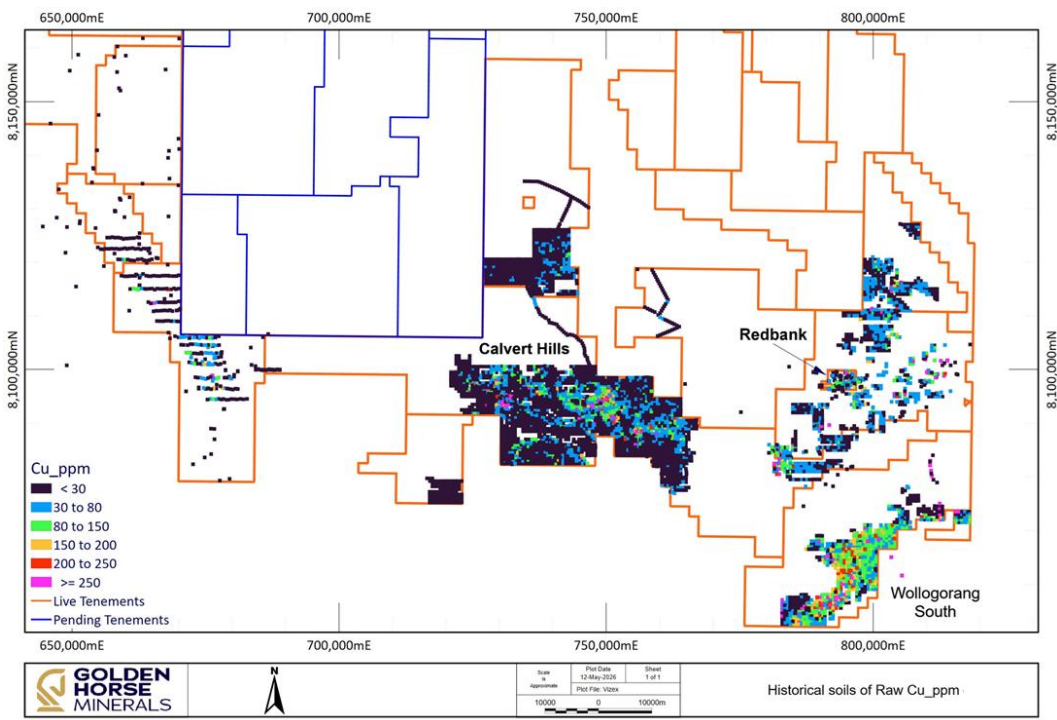 650,000mE 700,000mE 750,000mE 800,000mE
8,150,000mN 8,150,000mN
8,100,000mN 8,100,000mN
Redbank
Calvert Hills
Cu_ppm
< 30
30 to 80
80 to 150
150 to 200
200 to 250
>= 250
Live Tenements
Pending Tenements
Wollogorang
South
650,000mE 700,000mE 750,000mE 800,000mE
GOLDEN
HORSE
MINERALS
N
Scale
is
Approximate
Plot Date
12-May-2026
Sheet
1 of 1
Plot File: Vizex
10000 0 10000m
Historical soils of Raw Cu_ppm